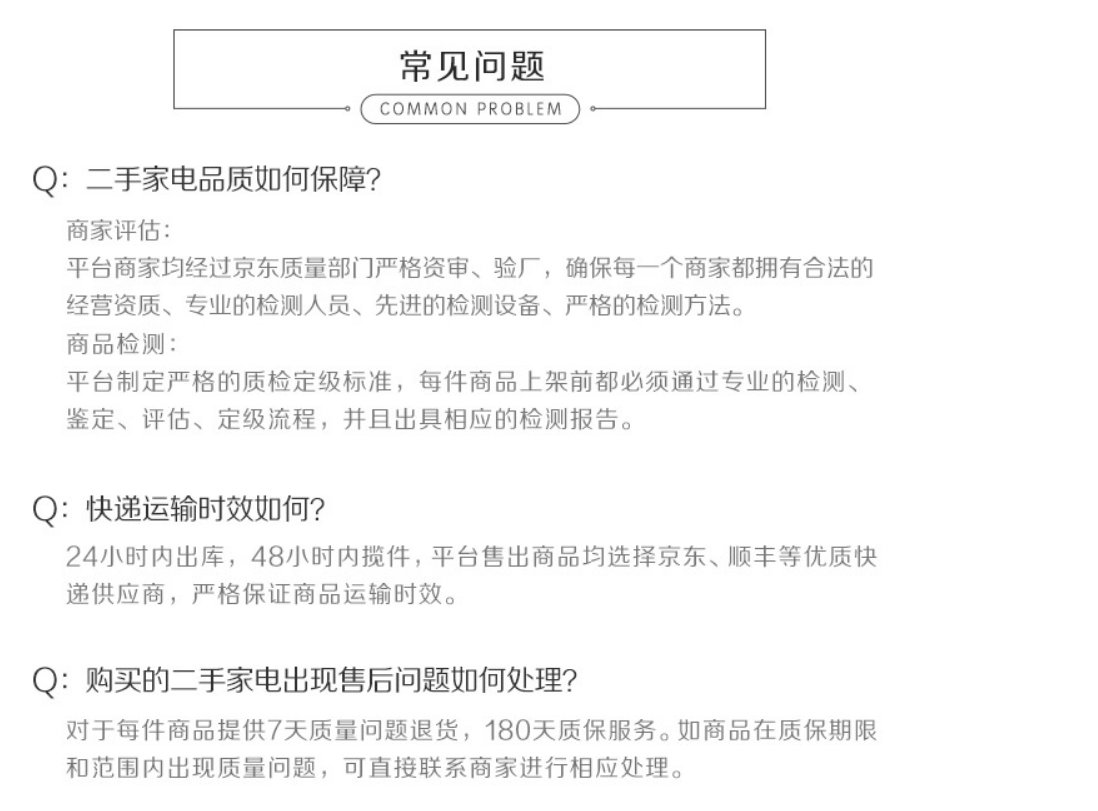 常见问题
COMMON PROBLEM
Q：二手家电品质如何保障？
商家评估：
平台商家均经过京东质量部门严格资审、验厂，确保每一个商家都拥有合法的
经营资质、专业的检测人员、先进的检测设备、严格的检测方法。
商品检测：
平台制定严格的质检定级标准，每件商品上架前都必须通过专业的检测、
鉴定、评估、定级流程，并且出具相应的检测报告。
Q：快递运输时效如何？
24小时内出库，48小时内揽件，平台售出商品均选择京东、顺丰等优质快
递供应商，严格保证商品运输时效。
Q：购买的二手家电出现售后问题如何处理？
对于每件商品提供7天质量问题退货，180天质保服务。如商品在质保期限
和范围内出现质量问题，可直接联系商家进行相应处理。